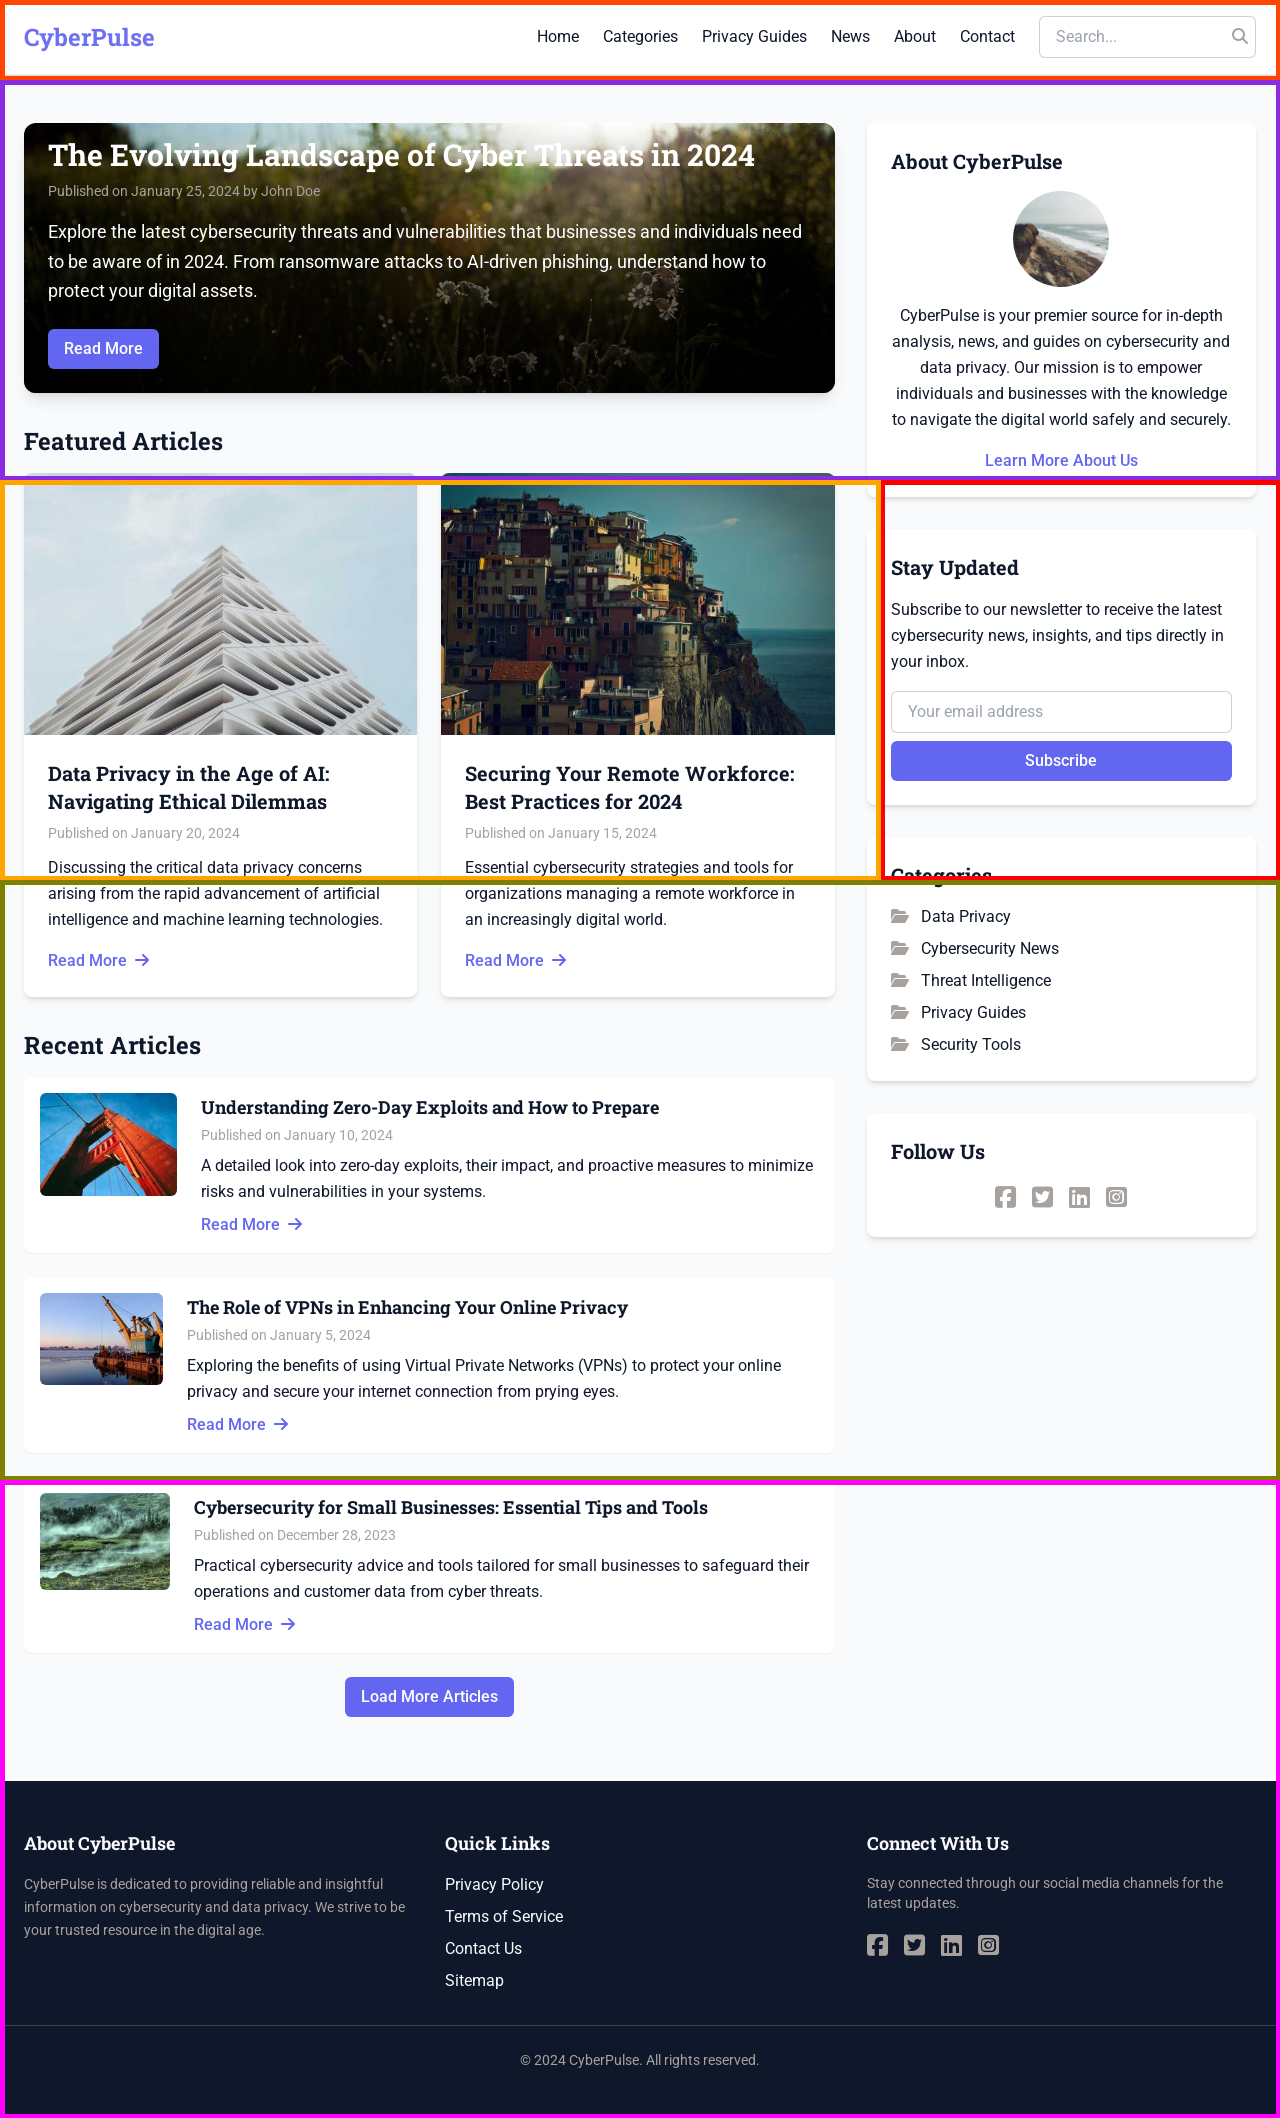 CyberPulse
Home
Categories
Privacy Guides
News
About
Contact
Search...
The Evolving Landscape of Cyber Threats in 2024
Published on January 25, 2024 by John Doe
Explore the latest cybersecurity threats and vulnerabilities that businesses and individuals need
to be aware of in 2024. From ransomware attacks to AI-driven phishing, understand how to
protect your digital assets.
Read More
Featured Articles
Data Privacy in the Age of AI:
Navigating Ethical Dilemmas
Published on January 20, 2024
Discussing the critical data privacy concerns
arising from the rapid advancement of artificial
intelligence and machine learning technologies.
Read More
Securing Your Remote Workforce:
Best Practices for 2024
Published on January 15, 2024
Essential cybersecurity strategies and tools for
organizations managing a remote workforce in
an increasingly digital world.
Read More
Recent Articles
Understanding Zero-Day Exploits and How to Prepare
Published on January 10, 2024
A detailed look into zero-day exploits, their impact, and proactive measures to minimize
risks and vulnerabilities in your systems.
Read More
The Role of VPNs in Enhancing Your Online Privacy
Published on January 5, 2024
Exploring the benefits of using Virtual Private Networks (VPNs) to protect your online
privacy and secure your internet connection from prying eyes.
Read More
Cybersecurity for Small Businesses: Essential Tips and Tools
Published on December 28, 2023
Practical cybersecurity advice and tools tailored for small businesses to safeguard their
operations and customer data from cyber threats.
Read More
Load More Articles
About CyberPulse
CyberPulse is your premier source for in-depth
analysis, news, and guides on cybersecurity and
data privacy. Our mission is to empower
individuals and businesses with the knowledge
to navigate the digital world safely and securely.
Learn More About Us
Stay Updated
Subscribe to our newsletter to receive the latest
cybersecurity news, insights, and tips directly in
your inbox.
Your email address
Subscribe
Categories
Data Privacy
Cybersecurity News
Threat Intelligence
Privacy Guides
Security Tools
Follow Us
About CyberPulse
CyberPulse is dedicated to providing reliable and insightful
information on cybersecurity and data privacy. We strive to be
your trusted resource in the digital age.
Quick Links
Privacy Policy
Terms of Service
Contact Us
Sitemap
Connect With Us
Stay connected through our social media channels for the
latest updates.
© 2024 CyberPulse. All rights reserved.